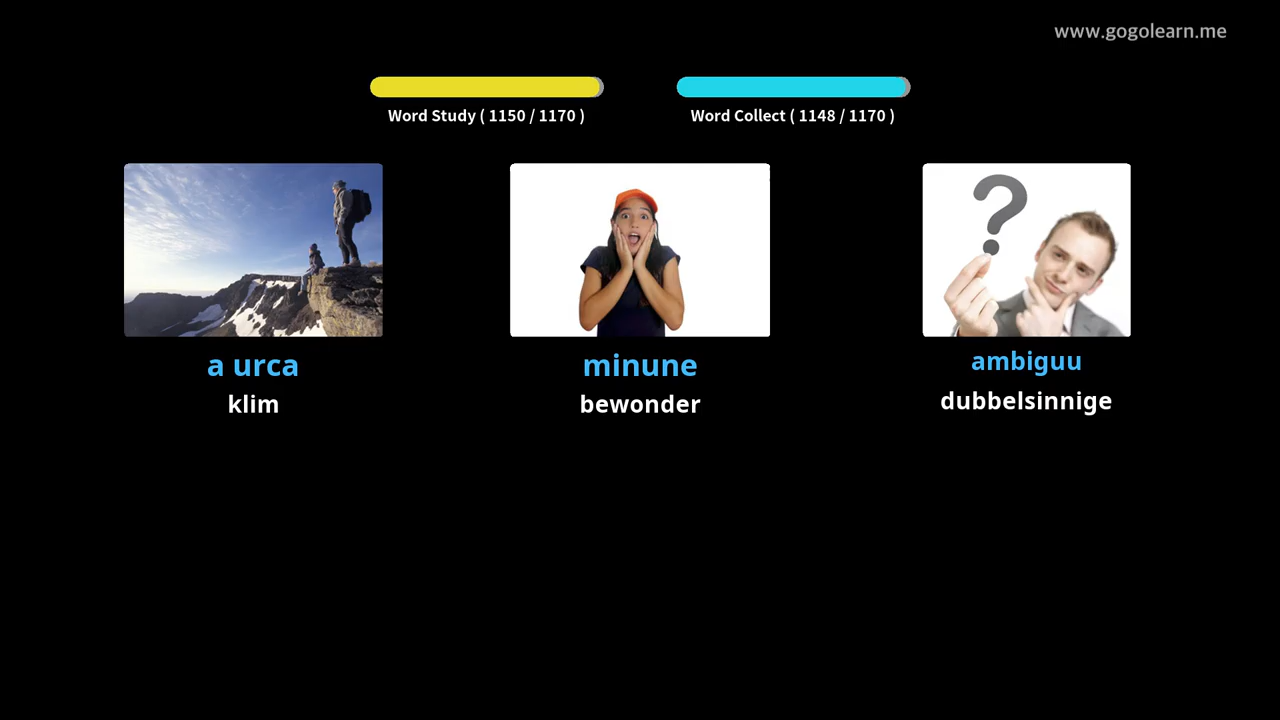 www.gogolearn.me
Word Study ( 1150 / 1170 )
Word Collect ( 1148 / 1170 )
a urca
klim
minune
bewonder
ambiguu
dubbelsinnige